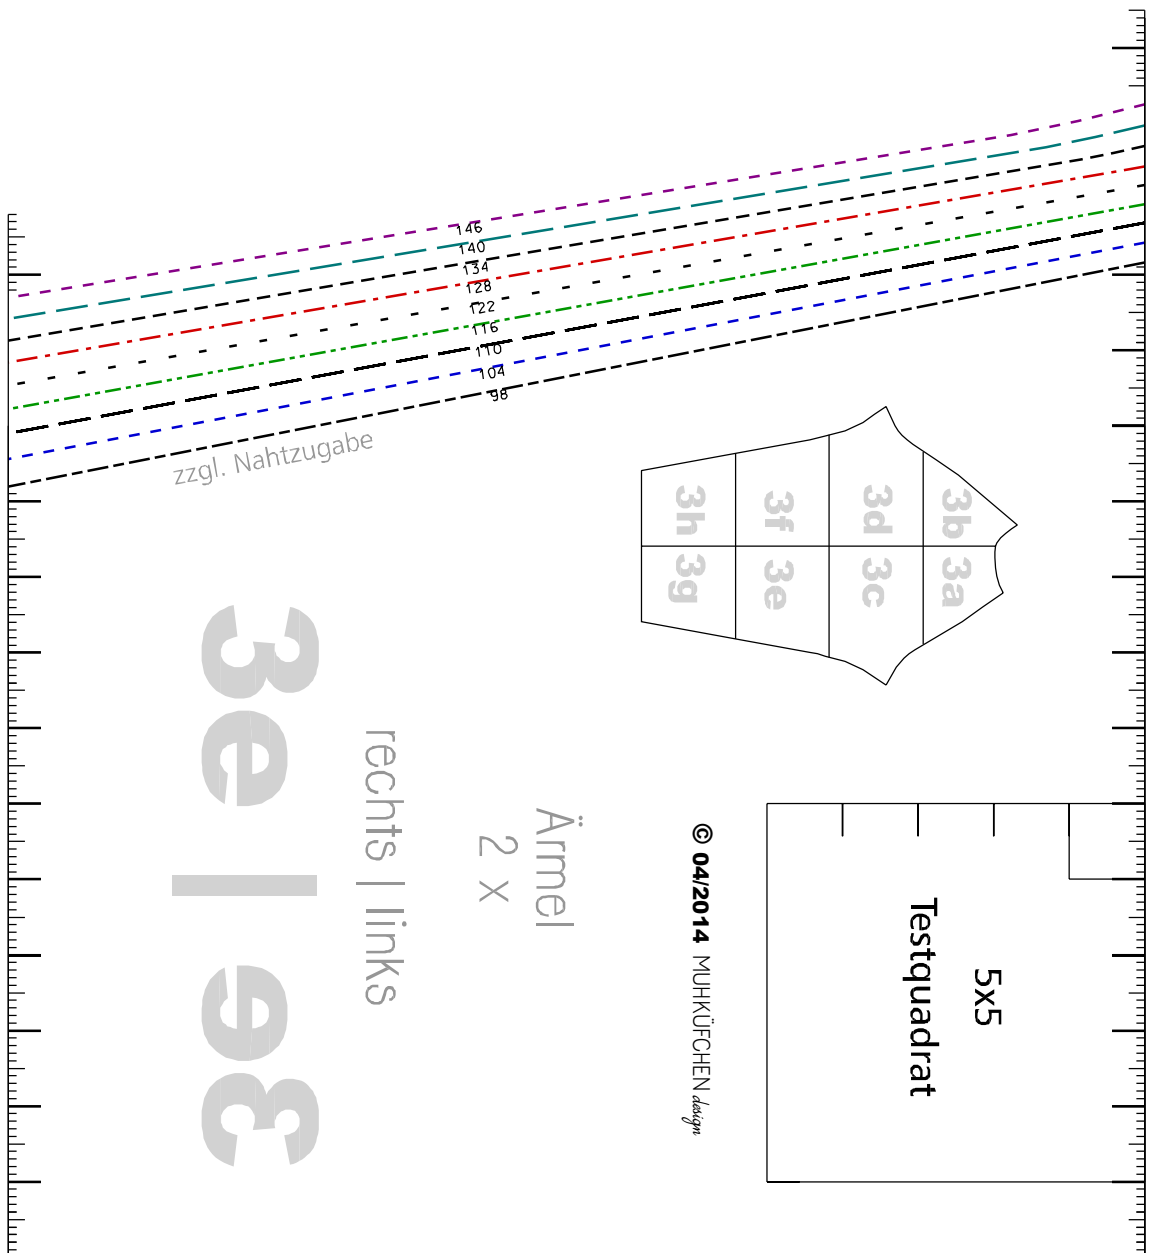 146
140
134
128
122
116
110
104
98
zzgl. Nahtzugabe
3h 3f 3d 3b
3g 3e 3c 3a
3e | 3e
rechts | links
Ärmel
2 x
© 04/2014 MUHKÜFCHEN design
5x5
Testquadrat